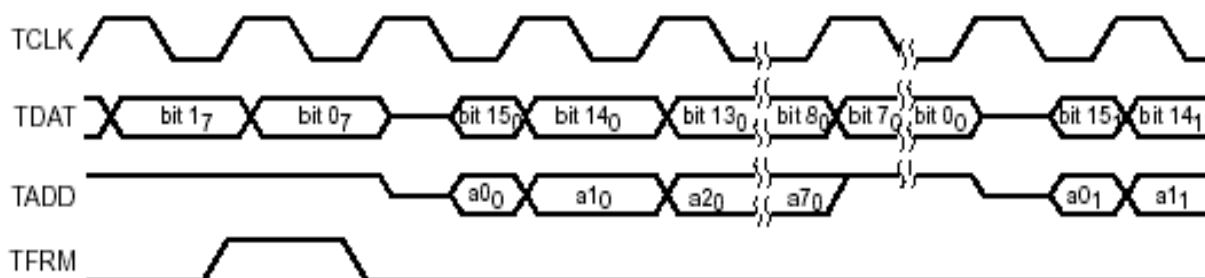 TCLK
TDAT bit 1₇ bit 0₇ bit 15₀ bit 14₀ bit 13₀ bit 8₀ bit 7₀ bit 0₀ bit 15₁ bit 14₁
TADD a0₀ a1₀ a2₀ a7₀ a0₁ a1₁
TFRM